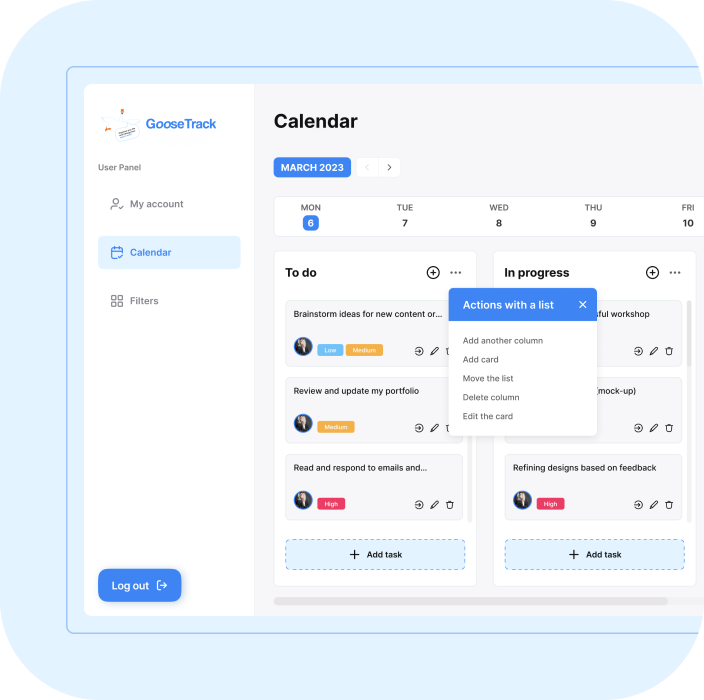 GooseTrack
User Panel
My account
Calendar
Filters
Log out
Calendar
MARCH 2023
MON TUE WED THU FRI
6 7 8 9 10
To do
Brainstorm ideas for new content or...
Low Medium
Review and update my portfolio
Medium
Read and respond to emails and...
High
Add task
In progress
ful workshop
(mock-up)
Refining designs based on feedback
High
Add task
Actions with a list
Add another column
Add card
Move the list
Delete column
Edit the card